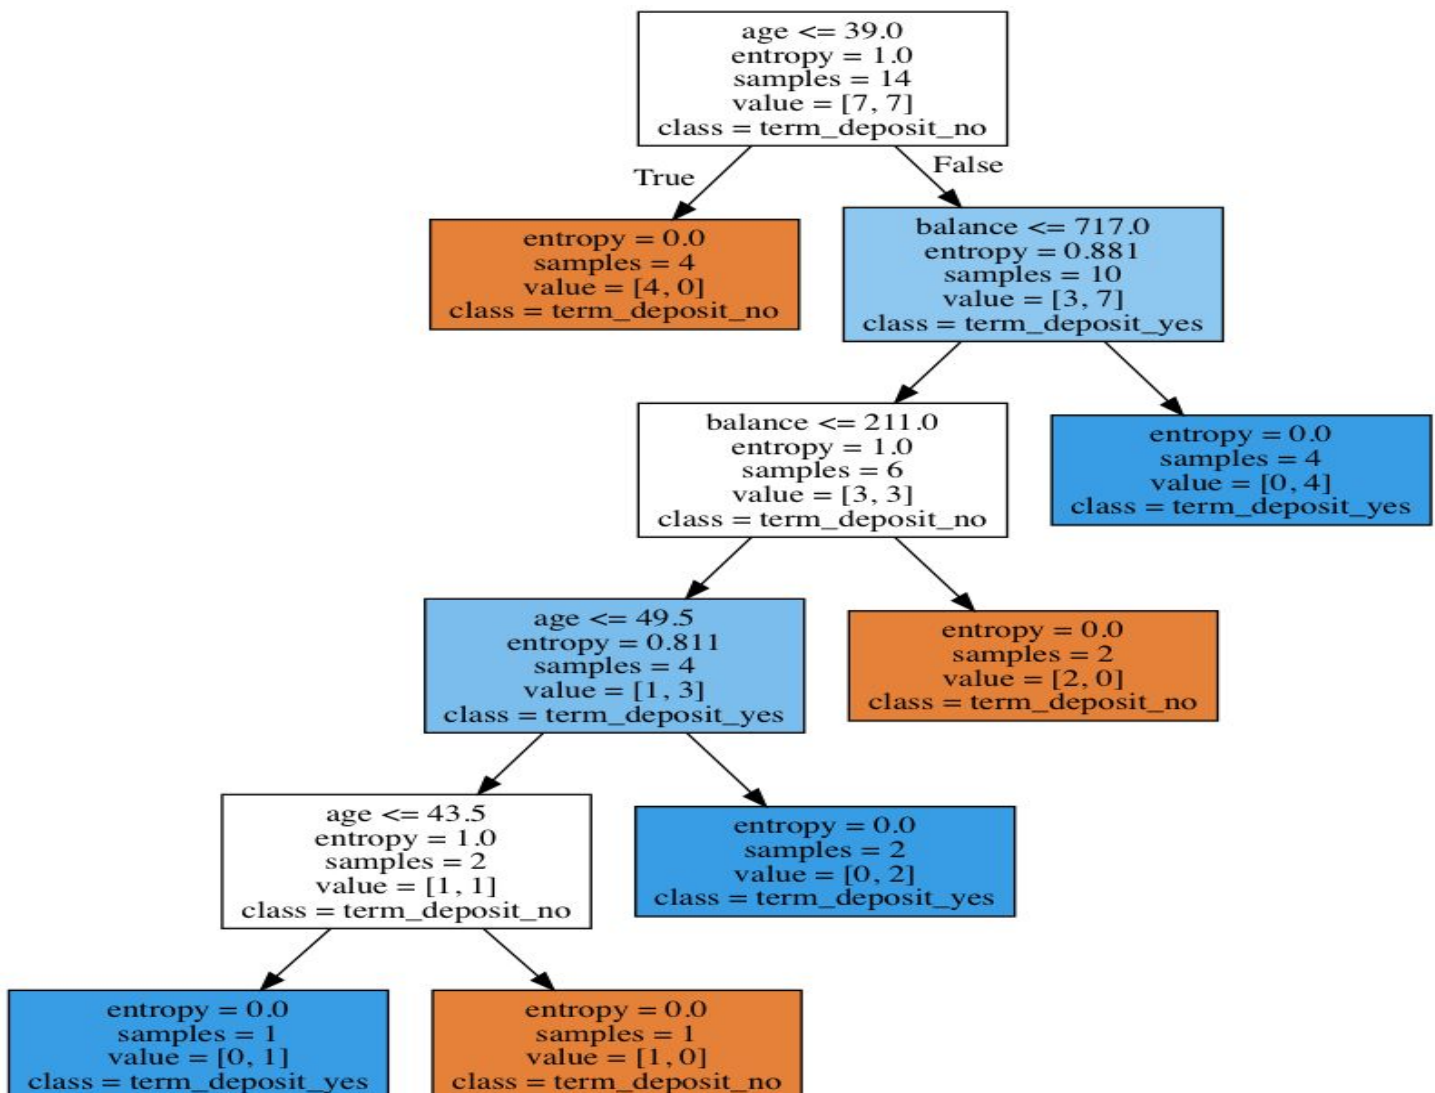 age <= 39.0
entropy = 1.0
samples = 14
value = [7, 7]
class = term_deposit_no
True
False
entropy = 0.0
samples = 4
value = [4, 0]
class = term_deposit_no
balance <= 717.0
entropy = 0.881
samples = 10
value = [3, 7]
class = term_deposit_yes
balance <= 211.0
entropy = 1.0
samples = 6
value = [3, 3]
class = term_deposit_no
entropy = 0.0
samples = 4
value = [0, 4]
class = term_deposit_yes
age <= 49.5
entropy = 0.811
samples = 4
value = [1, 3]
class = term_deposit_yes
entropy = 0.0
samples = 2
value = [2, 0]
class = term_deposit_no
age <= 43.5
entropy = 1.0
samples = 2
value = [1, 1]
class = term_deposit_no
entropy = 0.0
samples = 2
value = [0, 2]
class = term_deposit_yes
entropy = 0.0
samples = 1
value = [0, 1]
class = term_deposit_yes
entropy = 0.0
samples = 1
value = [1, 0]
class = term_deposit_no